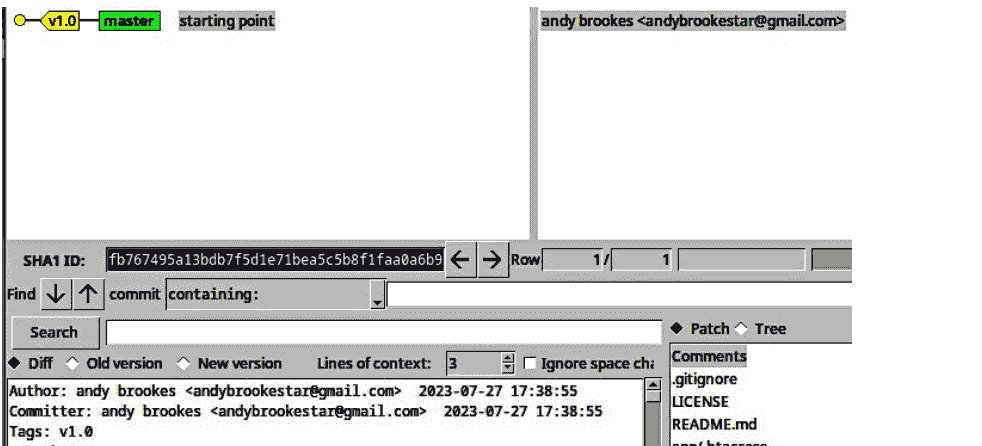 v1.0 master starting point andy brookes <andybrookestar@gmail.com>
SHA1 ID: fb767495a13bdb7f5d1e71bea5c5b8f1faa0a6b9 ← → Row 1 / 1
Find ↓ ↑ commit containing:
Search
Patch Tree
Diff Old version New version Lines of context: 3 Ignore space cha
Comments
.gitignore
LICENSE
README.md
app/.htaccess
Author: andy brookes <andybrookestar@gmail.com> 2023-07-27 17:38:55
Committer: andy brookes <andybrookestar@gmail.com> 2023-07-27 17:38:55
Tags: v1.0